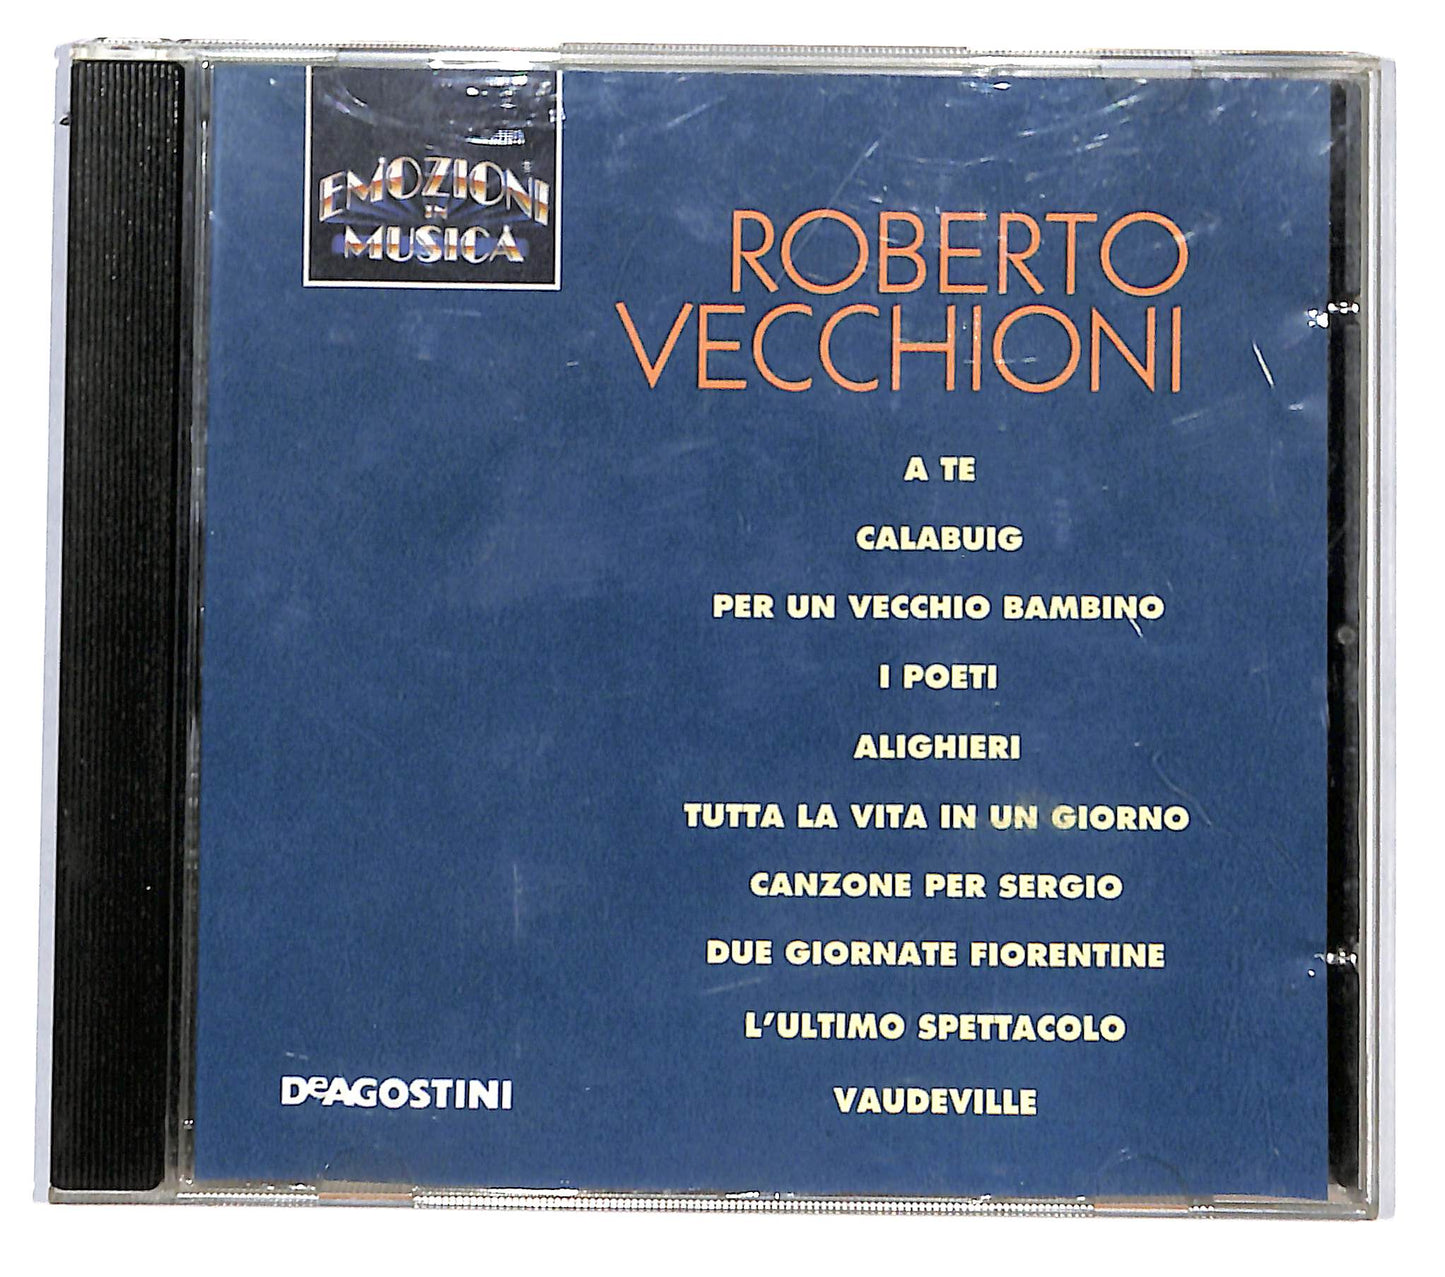 EMOZIONI
IN
MUSICA
ROBERTO
VECCHIONI
A TE
CALABUIG
PER UN VECCHIO BAMBINO
I POETI
ALIGHIERI
TUTTA LA VITA IN UN GIORNO
CANZONE PER SERGIO
DUE GIORNATE FIORENTINE
L'ULTIMO SPETTACOLO
VAUDEVILLE
DeAGOSTINI